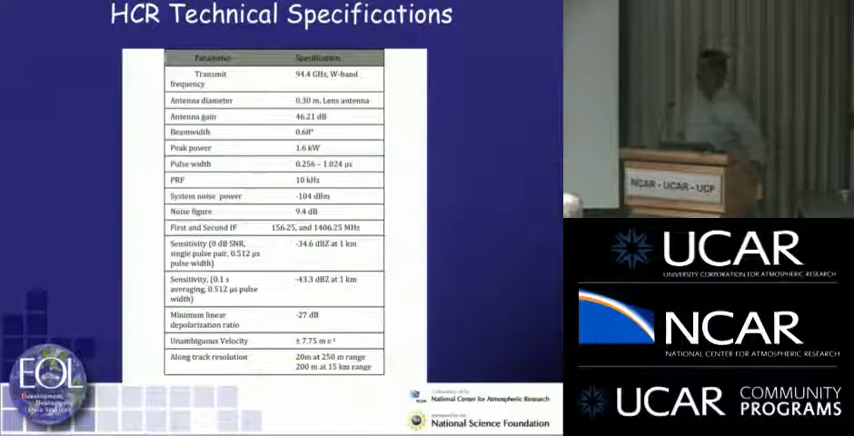 HCR Technical Specifications
Parameter Specification
Transmit frequency 94.4 GHz, W-band
Antenna diameter 0.30 m, Lens antenna
Antenna gain 46.21 dB
Beamwidth 0.68°
Peak power 1.6 kW
Pulse width 0.256 – 1.024 µs
PRF 10 kHz
System noise power -104 dBm
Noise figure 9.4 dB
First and Second IF 156.25, and 1406.25 MHz
Sensitivity (0 dB SNR, -34.6 dBZ at 1 km
single pulse pair, 0.512 µs
pulse width)
Sensitivity, (0.1 s -43.3 dBZ at 1 km
averaging, 0.512 µs pulse
width)
Minimum linear -27 dB
depolarization ratio
Unambiguous Velocity ± 7.75 m s-1
Along track resolution 20m at 250 m range
200 m at 15 km range
EOL
Development, Deployment
Data Services
NCAR
National Center for Atmospheric Research
National Science Foundation
NCAR - UCAR - UCP
UCAR
UNIVERSITY CORPORATION FOR ATMOSPHERIC RESEARCH
NCAR
NATIONAL CENTER FOR ATMOSPHERIC RESEARCH
UCAR COMMUNITY
PROGRAMS